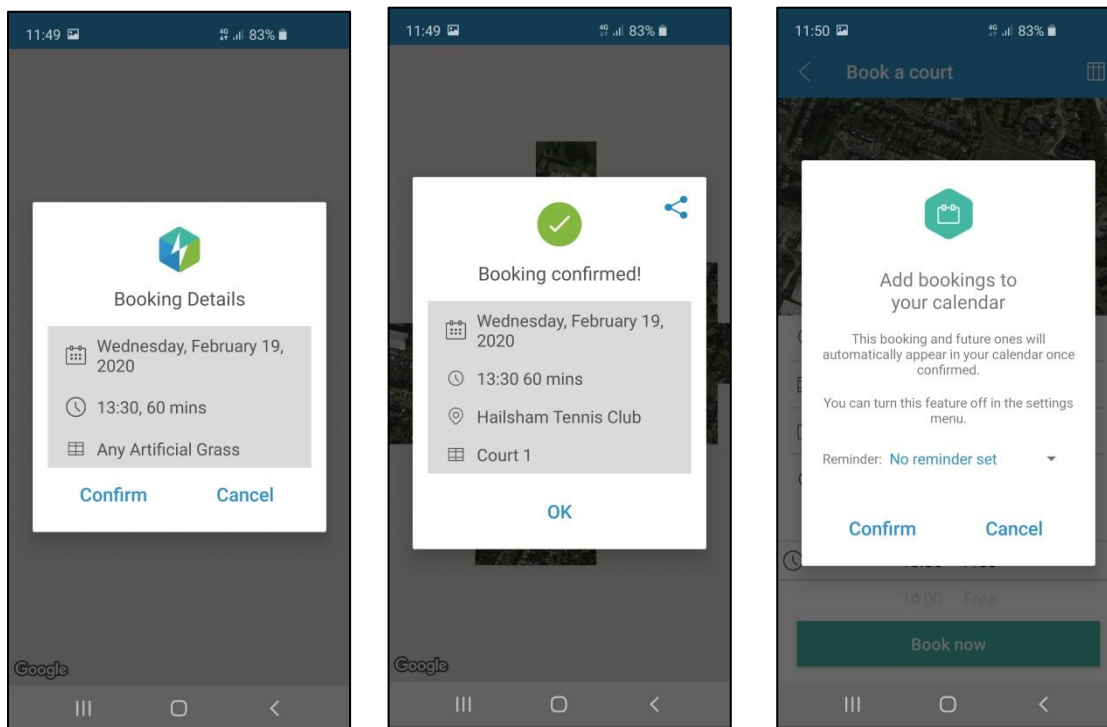 11:49
4G 83%
Booking Details
Wednesday, February 19,
2020
13:30, 60 mins
Any Artificial Grass
Confirm Cancel
Google
11:49
4G 83%
Booking confirmed!
Wednesday, February 19,
2020
13:30 60 mins
Hailsham Tennis Club
Court 1
OK
Google
11:50
4G 83%
Book a court
Add bookings to
your calendar
This booking and future ones will
automatically appear in your calendar once
confirmed.
You can turn this feature off in the settings
menu.
Reminder: No reminder set
Confirm Cancel
14:00 Free
Book now